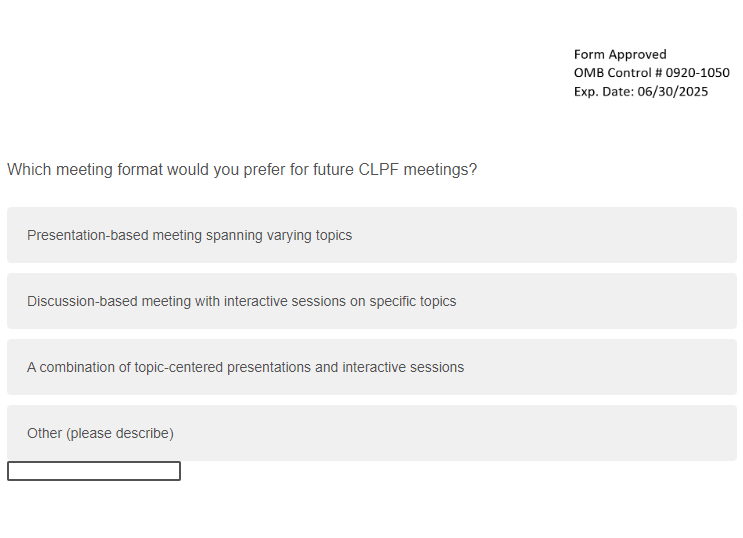 Form Approved
OMB Control # 0920-1050
Exp. Date: 06/30/2025
Which meeting format would you prefer for future CLPF meetings?
Presentation-based meeting spanning varying topics
Discussion-based meeting with interactive sessions on specific topics
A combination of topic-centered presentations and interactive sessions
Other (please describe)